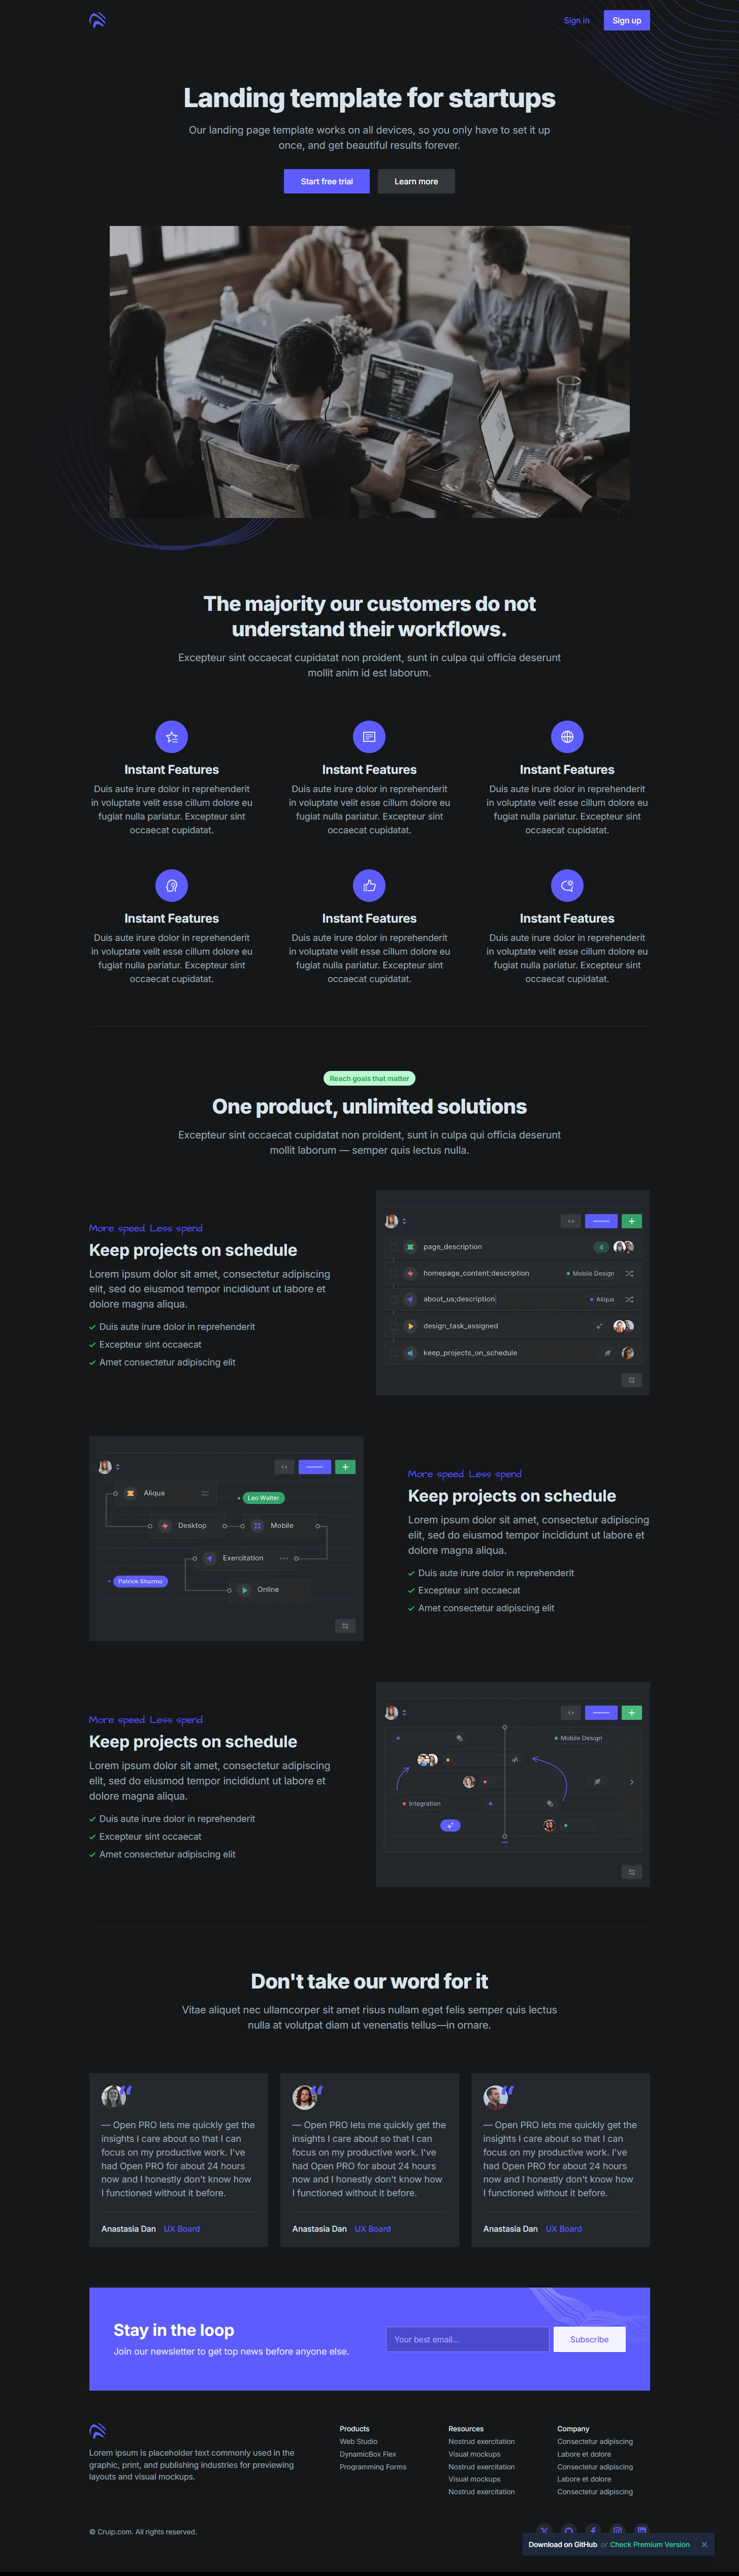 Sign in
Sign up
Landing template for startups
Our landing page template works on all devices, so you only have to set it up
once, and get beautiful results forever.
Start free trial
Learn more
The majority our customers do not
understand their workflows.
Excepteur sint occaecat cupidatat non proident, sunt in culpa qui officia deserunt
mollit anim id est laborum.
Instant Features
Duis aute irure dolor in reprehenderit
in voluptate velit esse cillum dolore eu
fugiat nulla pariatur. Excepteur sint
occaecat cupidatat.
Instant Features
Duis aute irure dolor in reprehenderit
in voluptate velit esse cillum dolore eu
fugiat nulla pariatur. Excepteur sint
occaecat cupidatat.
Instant Features
Duis aute irure dolor in reprehenderit
in voluptate velit esse cillum dolore eu
fugiat nulla pariatur. Excepteur sint
occaecat cupidatat.
Instant Features
Duis aute irure dolor in reprehenderit
in voluptate velit esse cillum dolore eu
fugiat nulla pariatur. Excepteur sint
occaecat cupidatat.
Instant Features
Duis aute irure dolor in reprehenderit
in voluptate velit esse cillum dolore eu
fugiat nulla pariatur. Excepteur sint
occaecat cupidatat.
Instant Features
Duis aute irure dolor in reprehenderit
in voluptate velit esse cillum dolore eu
fugiat nulla pariatur. Excepteur sint
occaecat cupidatat.
Reach goals that matter
One product, unlimited solutions
Excepteur sint occaecat cupidatat non proident, sunt in culpa qui officia deserunt
mollit laborum — semper quis lectus nulla.
More speed. Less spend
Keep projects on schedule
Lorem ipsum dolor sit amet, consectetur adipiscing
elit, sed do eiusmod tempor incididunt ut labore et
dolore magna aliqua.
Duis aute irure dolor in reprehenderit
Excepteur sint occaecat
Amet consectetur adipiscing elit
page_description
4
homepage_content;description
Mobile Design
about_us;description
Aliqua
design_task_assigned
keep_projects_on_schedule
Aliqua
Leo Walter
Desktop
Mobile
Exercitation
Patrick Sharma
Online
More speed. Less spend
Keep projects on schedule
Lorem ipsum dolor sit amet, consectetur adipiscing
elit, sed do eiusmod tempor incididunt ut labore et
dolore magna aliqua.
Duis aute irure dolor in reprehenderit
Excepteur sint occaecat
Amet consectetur adipiscing elit
More speed. Less spend
Keep projects on schedule
Lorem ipsum dolor sit amet, consectetur adipiscing
elit, sed do eiusmod tempor incididunt ut labore et
dolore magna aliqua.
Duis aute irure dolor in reprehenderit
Excepteur sint occaecat
Amet consectetur adipiscing elit
Mobile Design
Integration
Don't take our word for it
Vitae aliquet nec ullamcorper sit amet risus nullam eget felis semper quis lectus
nulla at volutpat diam ut venenatis tellus—in ornare.
— Open PRO lets me quickly get the
insights I care about so that I can
focus on my productive work. I've
had Open PRO for about 24 hours
now and I honestly don't know how
I functioned without it before.
Anastasia Dan UX Board
— Open PRO lets me quickly get the
insights I care about so that I can
focus on my productive work. I've
had Open PRO for about 24 hours
now and I honestly don't know how
I functioned without it before.
Anastasia Dan UX Board
— Open PRO lets me quickly get the
insights I care about so that I can
focus on my productive work. I've
had Open PRO for about 24 hours
now and I honestly don't know how
I functioned without it before.
Anastasia Dan UX Board
Stay in the loop
Join our newsletter to get top news before anyone else.
Your best email…
Subscribe
Lorem ipsum is placeholder text commonly used in the
graphic, print, and publishing industries for previewing
layouts and visual mockups.
Products
Web Studio
DynamicBox Flex
Programming Forms
Resources
Nostrud exercitation
Visual mockups
Nostrud exercitation
Visual mockups
Nostrud exercitation
Company
Consectetur adipiscing
Labore et dolore
Consectetur adipiscing
Labore et dolore
Consectetur adipiscing
© Cruip.com. All rights reserved.
Download on GitHub or Check Premium Version